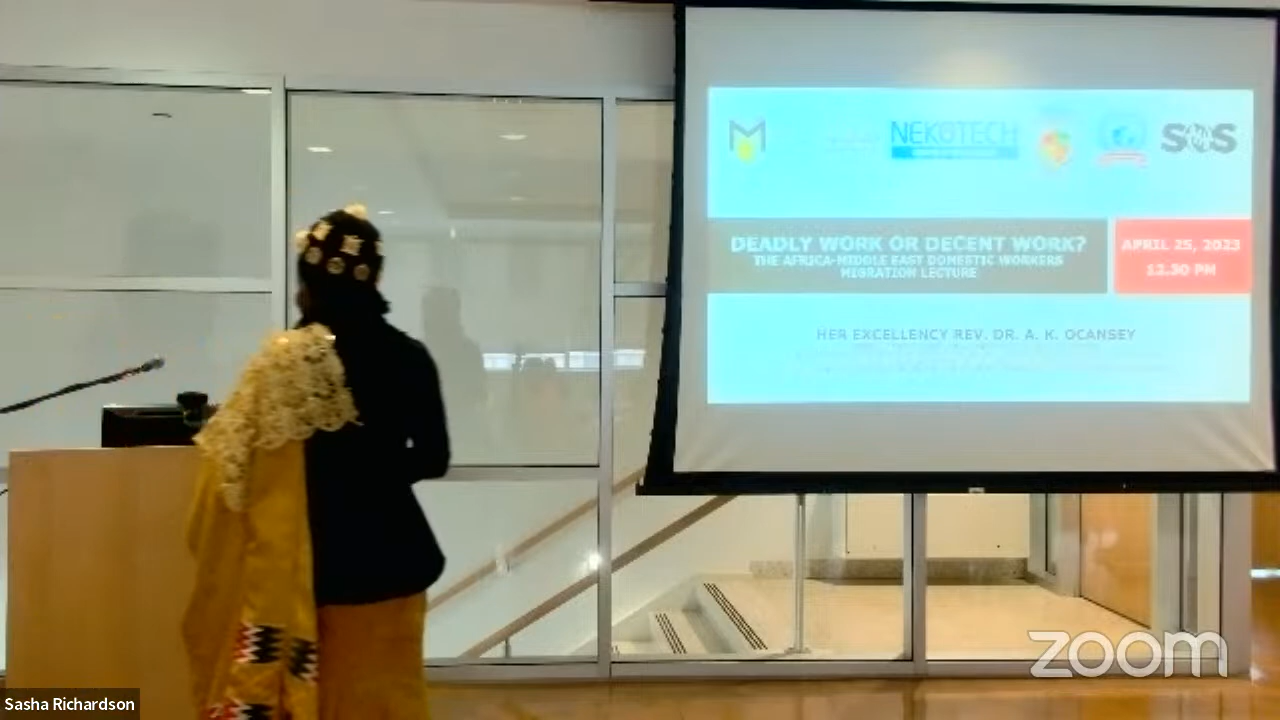 NEKOTECH
SOS
DEADLY WORK OR DECENT WORK?
THE AFRICA-MIDDLE EAST DOMESTIC WORKERS
MIGRATION LECTURE
APRIL 25, 2023
12.30 PM
HER EXCELLENCY REV. DR. A. K. OCANSEY
zoom
Sasha Richardson